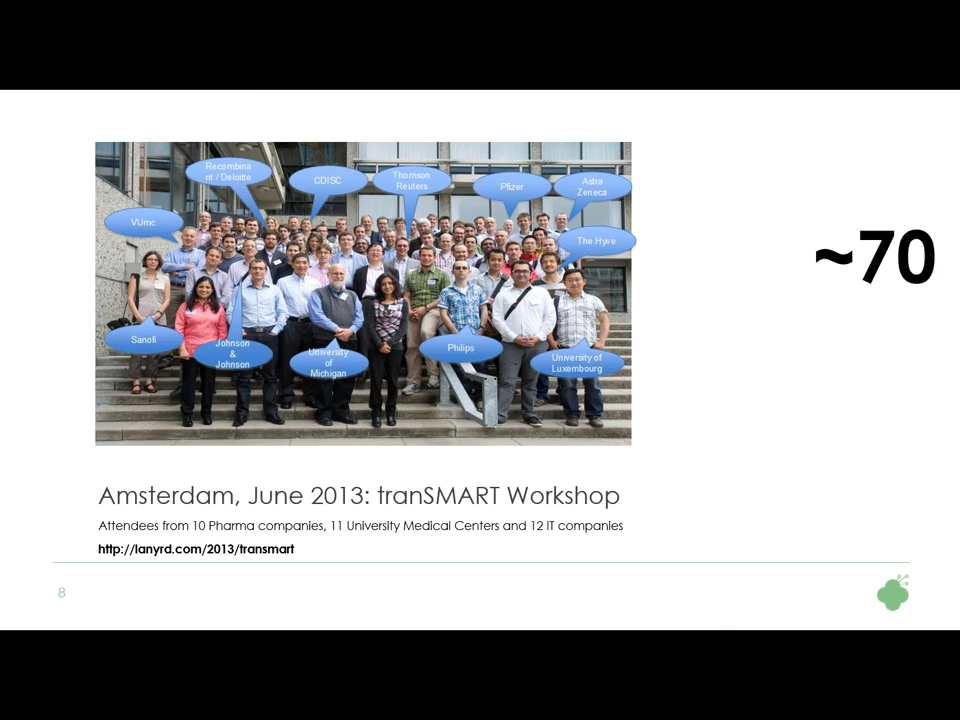 Recombina
nt / Deloitte
CDISC
Thomson
Reuters
Pfizer
Astra
Zeneca
VUmc
The Hyve
~70
Sanofi
Johnson
&
Johnson
University
of
Michigan
Philips
University of
Luxembourg
Amsterdam, June 2013: tranSMART Workshop
Attendees from 10 Pharma companies, 11 University Medical Centers and 12 IT companies
http://lanyrd.com/2013/transmart
8